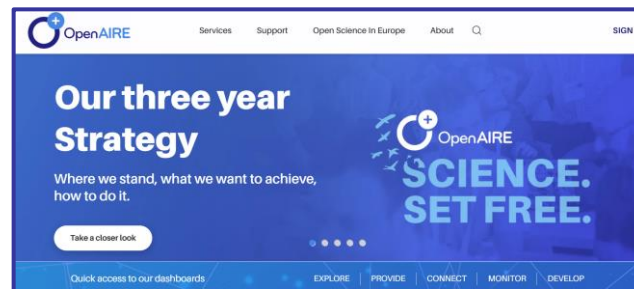 OpenAIRE
Services Support Open Science in Europe About SIGN
Our three year
Strategy
Where we stand, what we want to achieve,
how to do it.
Take a closer look
OpenAIRE
SCIENCE.
SET FREE.
Quick access to our dashboards EXPLORE PROVIDE CONNECT MONITOR DEVELOP